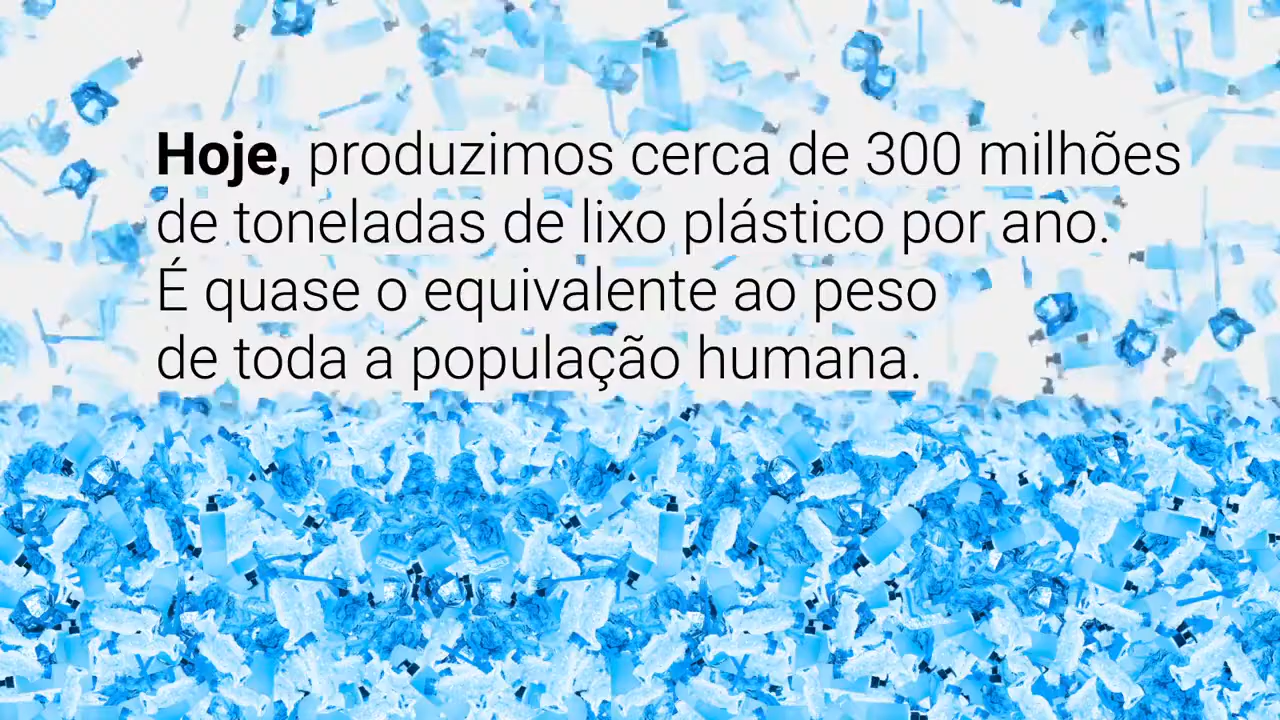 Hoje, produzimos cerca de 300 milhões
de toneladas de lixo plástico por ano.
É quase o equivalente ao peso
de toda a população humana.